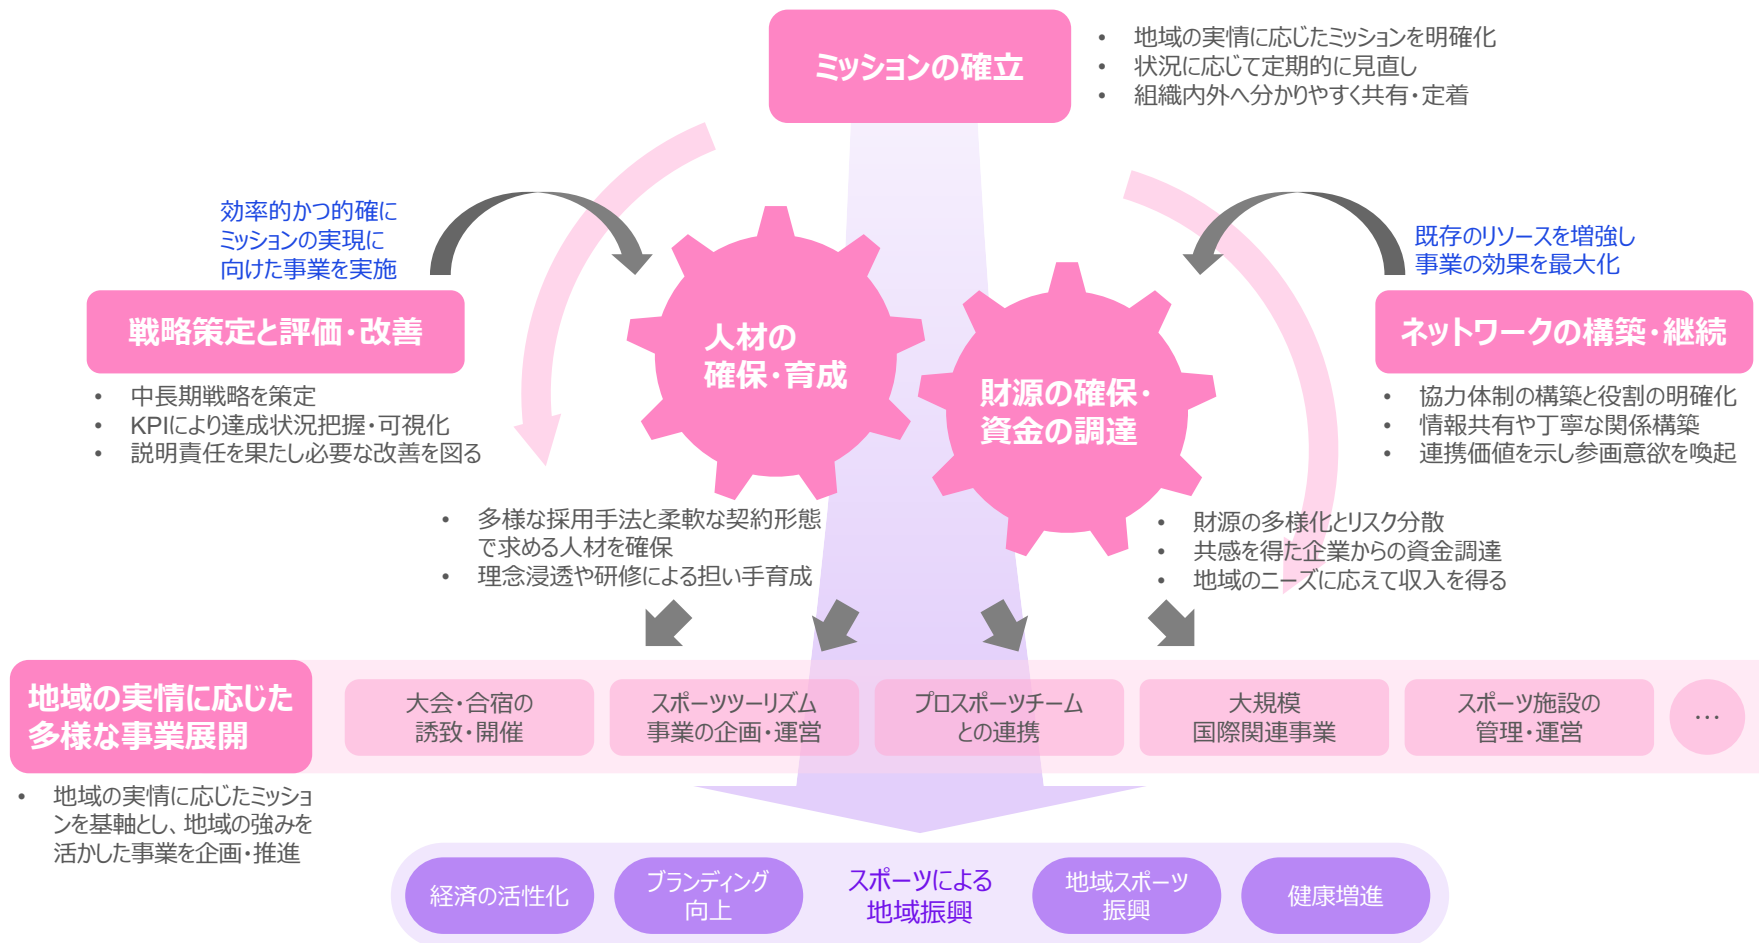 ミッションの確立
• 地域の実情に応じたミッションを明確化
• 状況に応じて定期的に見直し
• 組織内外へ分かりやすく共有・定着
効率的かつ的確に
ミッションの実現に
向けた事業を実施
既存のリソースを増強し
事業の効果を最大化
戦略策定と評価・改善
• 中長期戦略を策定
• KPIにより達成状況把握・可視化
• 説明責任を果たし必要な改善を図る
人材の
確保・育成
財源の確保・
資金の調達
ネットワークの構築・継続
• 協力体制の構築と役割の明確化
• 情報共有や丁寧な関係構築
• 連携価値を示し参画意欲を喚起
• 多様な採用手法と柔軟な契約形態
で求める人材を確保
• 理念浸透や研修による担い手育成
• 財源の多様化とリスク分散
• 共感を得た企業からの資金調達
• 地域のニーズに応えて収入を得る
地域の実情に応じた
多様な事業展開
大会・合宿の
誘致・開催
スポーツツーリズム
事業の企画・運営
プロスポーツチーム
との連携
大規模
国際関連事業
スポーツ施設の
管理・運営
…
• 地域の実情に応じたミッショ
ンを基軸とし、地域の強みを
活かした事業を企画・推進
経済の活性化
ブランディング
向上
スポーツによる
地域振興
地域スポーツ
振興
健康増進